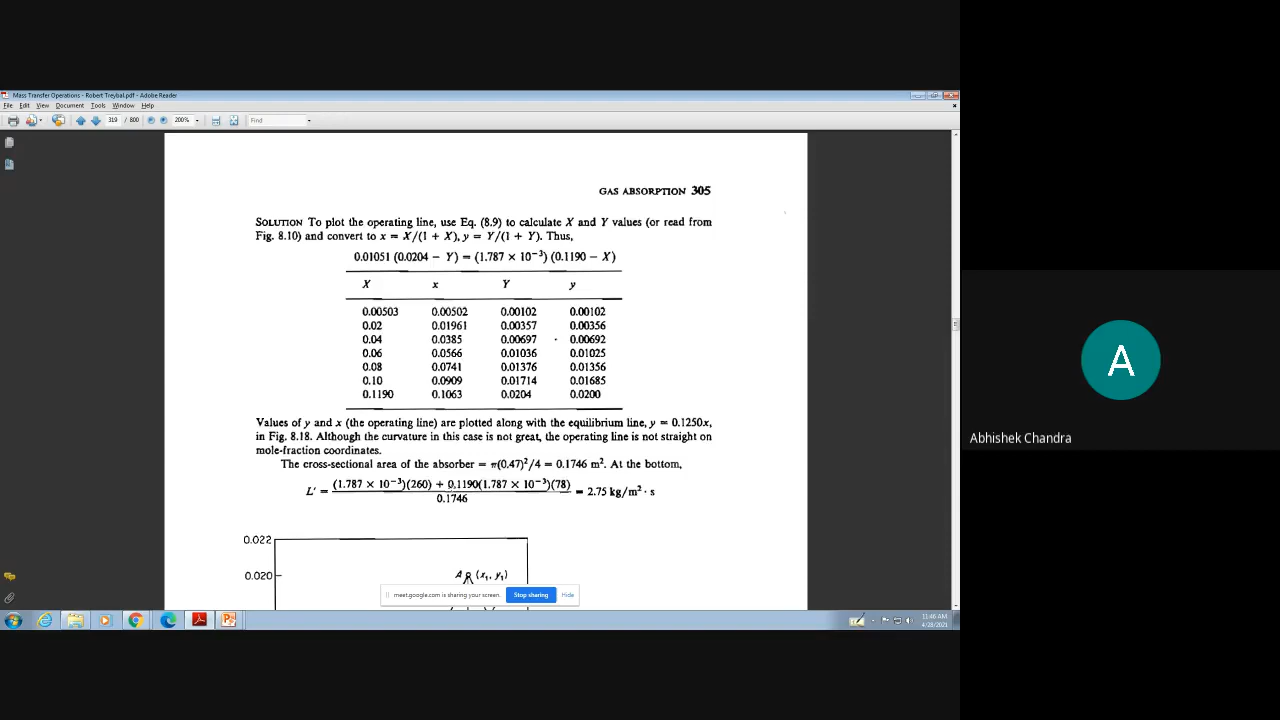 Mass Transfer Operations - Robert Treybal.pdf - Adobe Reader
File Edit View Document Tools Window Help
319 / 800 200% Find
GAS ABSORPTION 305
SOLUTION To plot the operating line, use Eq. (8.9) to calculate X and Y values (or read from
Fig. 8.10) and convert to x = X/(1 + X), y = Y/(1 + Y). Thus,
0.01051 (0.0204 − Y) = (1.787 × 10⁻³) (0.1190 − X)
X x Y y
0.00503 0.00502 0.00102 0.00102
0.02 0.01961 0.00357 0.00356
0.04 0.0385 0.00697 0.00692
0.06 0.0566 0.01036 0.01025
0.08 0.0741 0.01376 0.01356
0.10 0.0909 0.01714 0.01685
0.1190 0.1063 0.0204 0.0200
Values of y and x (the operating line) are plotted along with the equilibrium line, y = 0.1250x,
in Fig. 8.18. Although the curvature in this case is not great, the operating line is not straight on
mole-fraction coordinates.
The cross-sectional area of the absorber = π(0.47)²/4 = 0.1746 m². At the bottom,
(1.787 × 10⁻³)(260) + 0.1190(1.787 × 10⁻³)(78)
L′ = = 2.75 kg/m² · s
0.1746
0.022
0.020
A (x₁, y₁)
meet.google.com is sharing your screen. Stop sharing Hide
11:46 AM
4/28/2021
A
Abhishek Chandra